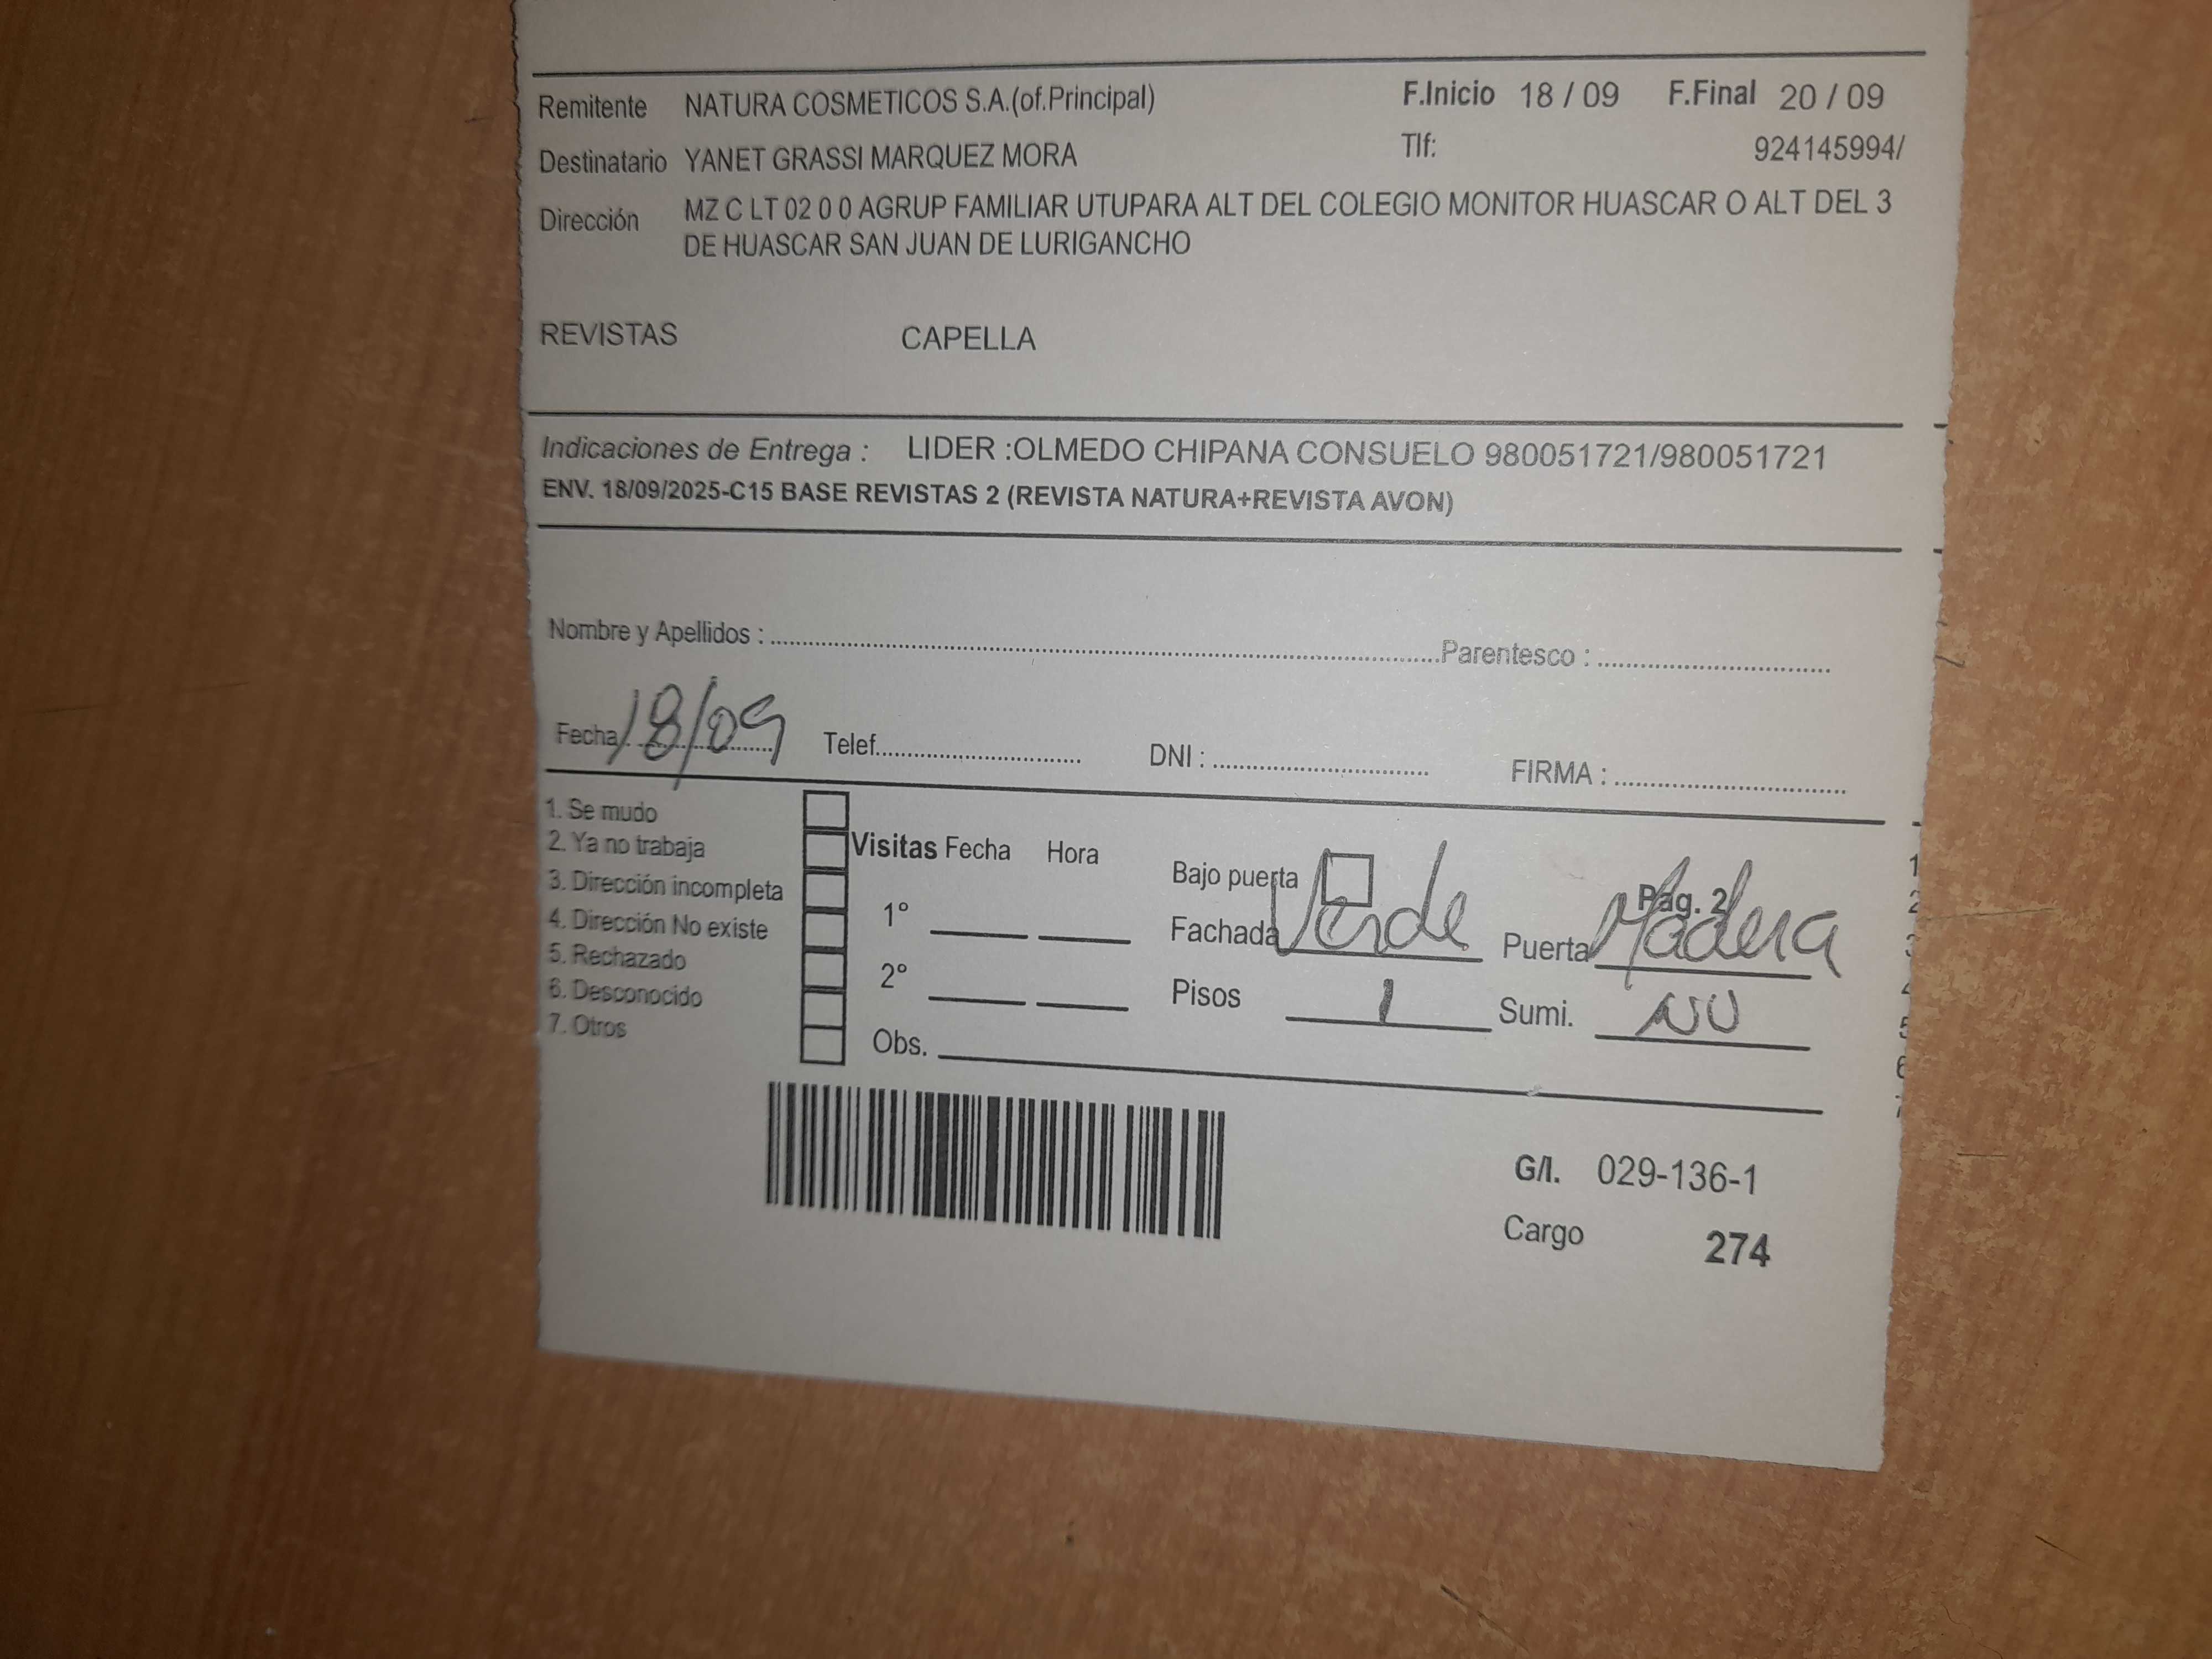 Remitente NATURA COSMETICOS S.A.(of.Principal) F.Inicio 18 / 09 F.Final 20 / 09
Destinatario YANET GRASSI MARQUEZ MORA Tlf: 924145994/
Dirección MZ C LT 02 0 0 AGRUP FAMILIAR UTUPARA ALT DEL COLEGIO MONITOR HUASCAR O ALT DEL 3
DE HUASCAR SAN JUAN DE LURIGANCHO
REVISTAS CAPELLA
Indicaciones de Entrega : LIDER :OLMEDO CHIPANA CONSUELO 980051721/980051721
ENV. 18/09/2025-C15 BASE REVISTAS 2 (REVISTA NATURA+REVISTA AVON)
Nombre y Apellidos : Parentesco :
Fecha 18/09 Telef. DNI : FIRMA :
1. Se mudo
2. Ya no trabaja
3. Dirección incompleta
4. Dirección No existe
5. Rechazado
6. Desconocido
7. Otros
Visitas Fecha Hora
1°
2°
Obs.
Bajo puerta Pág. 2
Fachada Verde Puerta Madera
Pisos 1 Sumi. NO
G/I. 029-136-1
Cargo 274